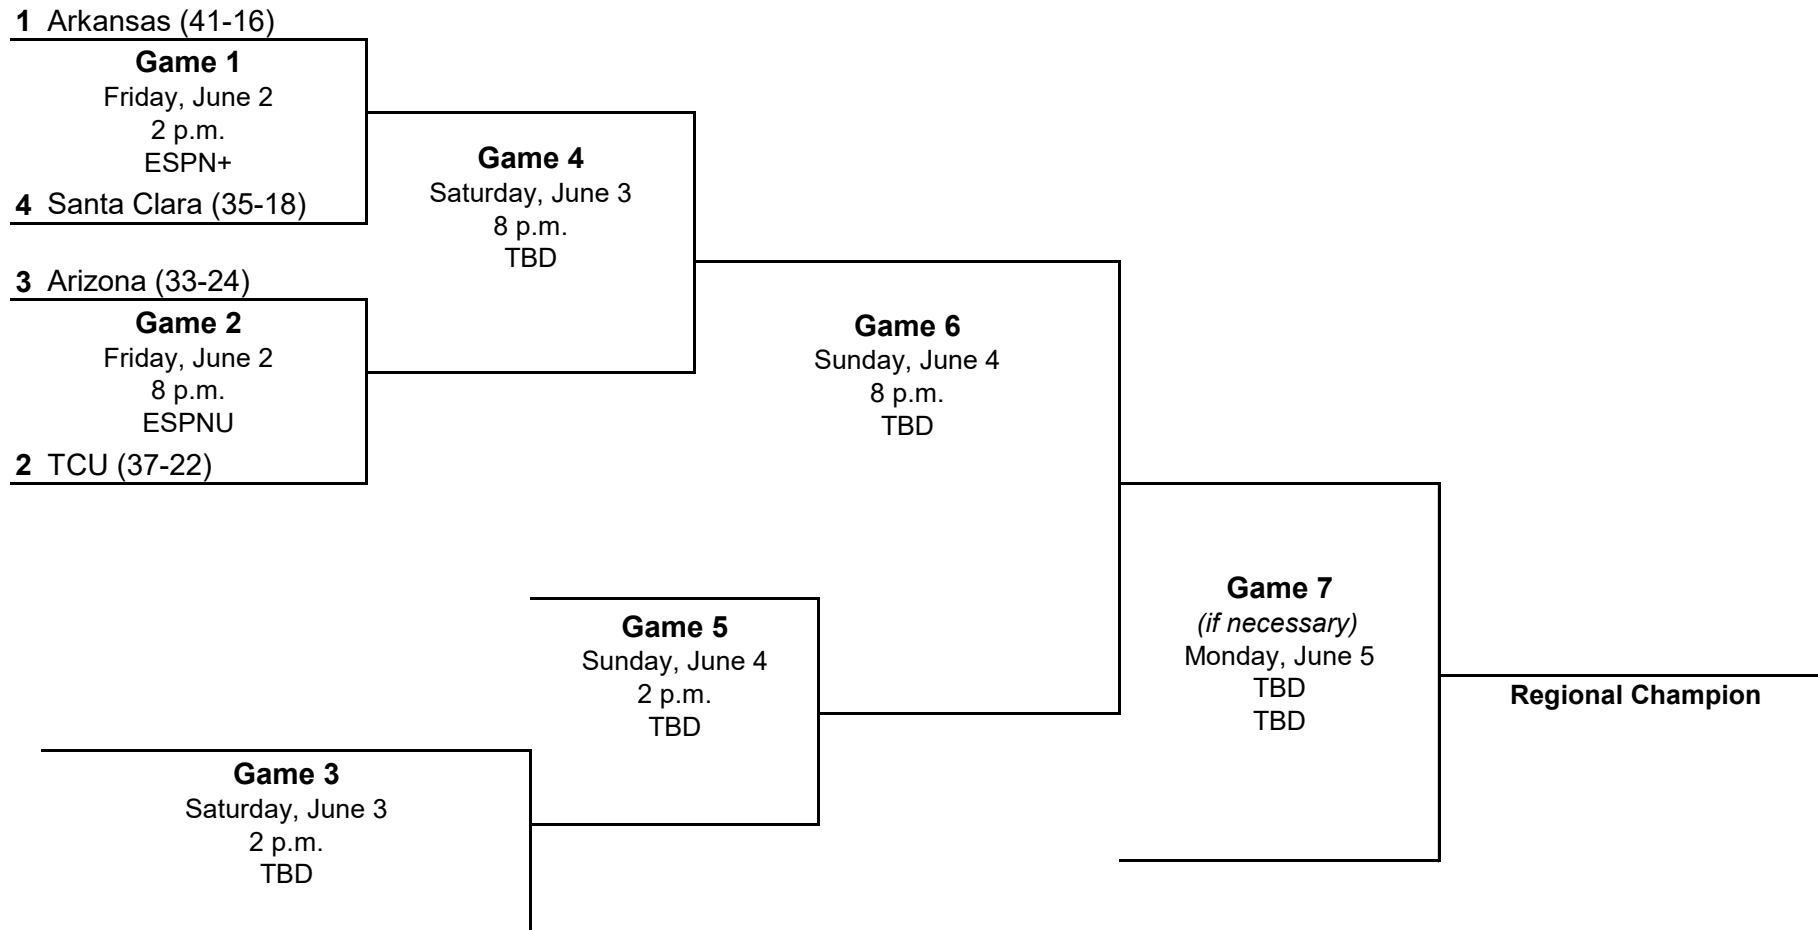 1 Arkansas (41-16)
Game 1
Friday, June 2
2 p.m.
ESPN+
4 Santa Clara (35-18)
3 Arizona (33-24)
Game 2
Friday, June 2
8 p.m.
ESPNU
2 TCU (37-22)
Game 4
Saturday, June 3
8 p.m.
TBD
Game 6
Sunday, June 4
8 p.m.
TBD
Game 5
Sunday, June 4
2 p.m.
TBD
Game 3
Saturday, June 3
2 p.m.
TBD
Game 7
(if necessary)
Monday, June 5
TBD
TBD
Regional Champion